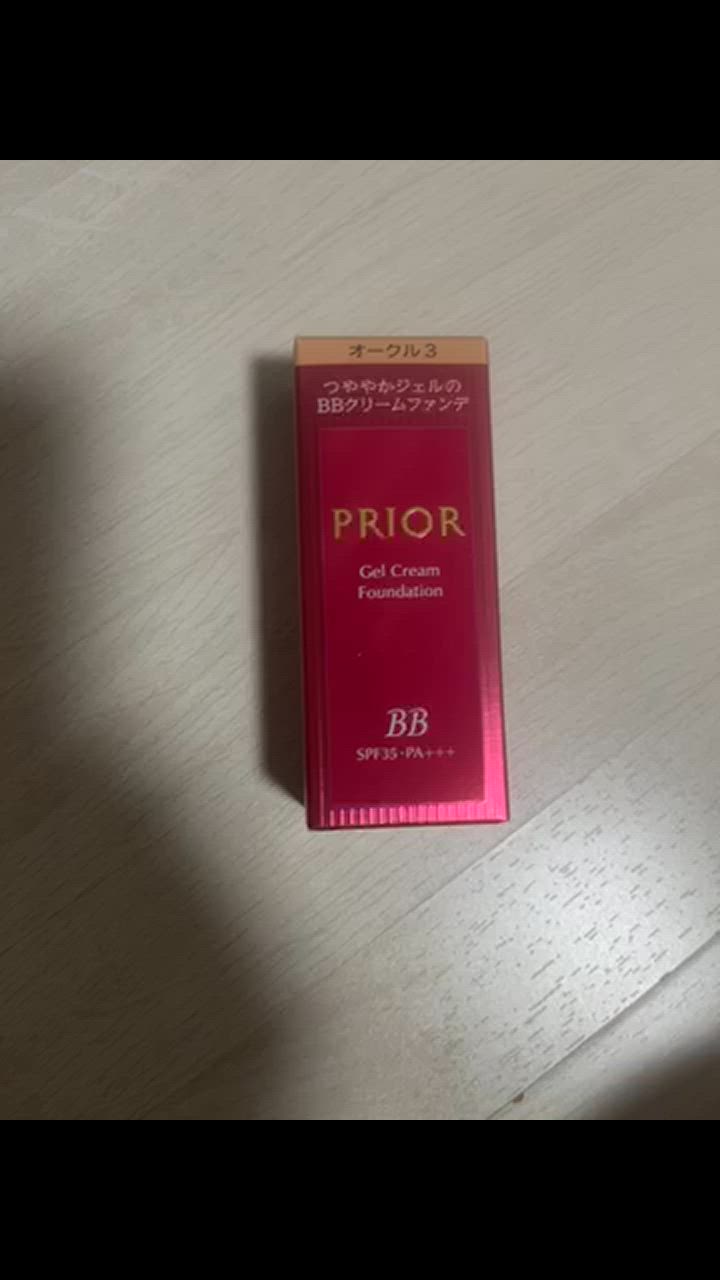 オークル3
つややかジェルの
BBクリームファンデ
PRIOR
Gel Cream
Foundation
BB
SPF35・PA+++